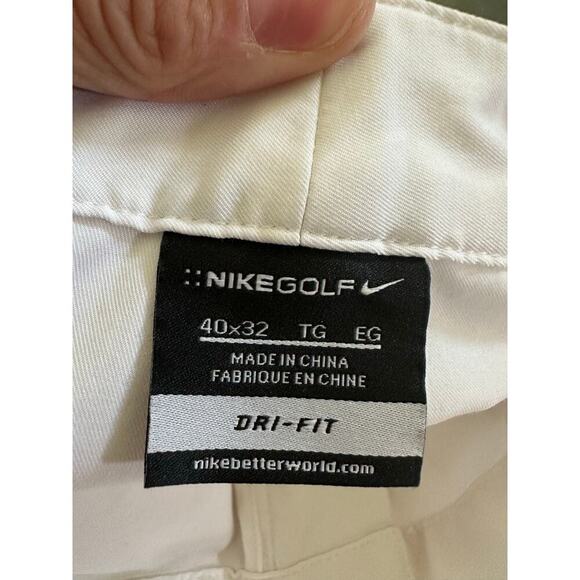 ::NIKEGOLF
40x32 TG EG
MADE IN CHINA
FABRIQUE EN CHINE
DRI-FIT
nikebetterworld.com